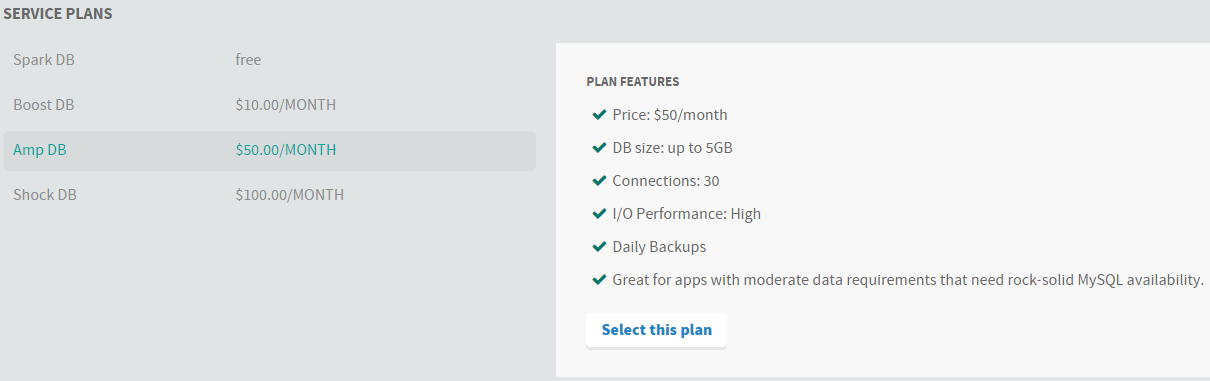 SERVICE PLANS
Spark DB free
Boost DB $10.00/MONTH
Amp DB $50.00/MONTH
Shock DB $100.00/MONTH
PLAN FEATURES
Price: $50/month
DB size: up to 5GB
Connections: 30
I/O Performance: High
Daily Backups
Great for apps with moderate data requirements that need rock-solid MySQL availability.
Select this plan